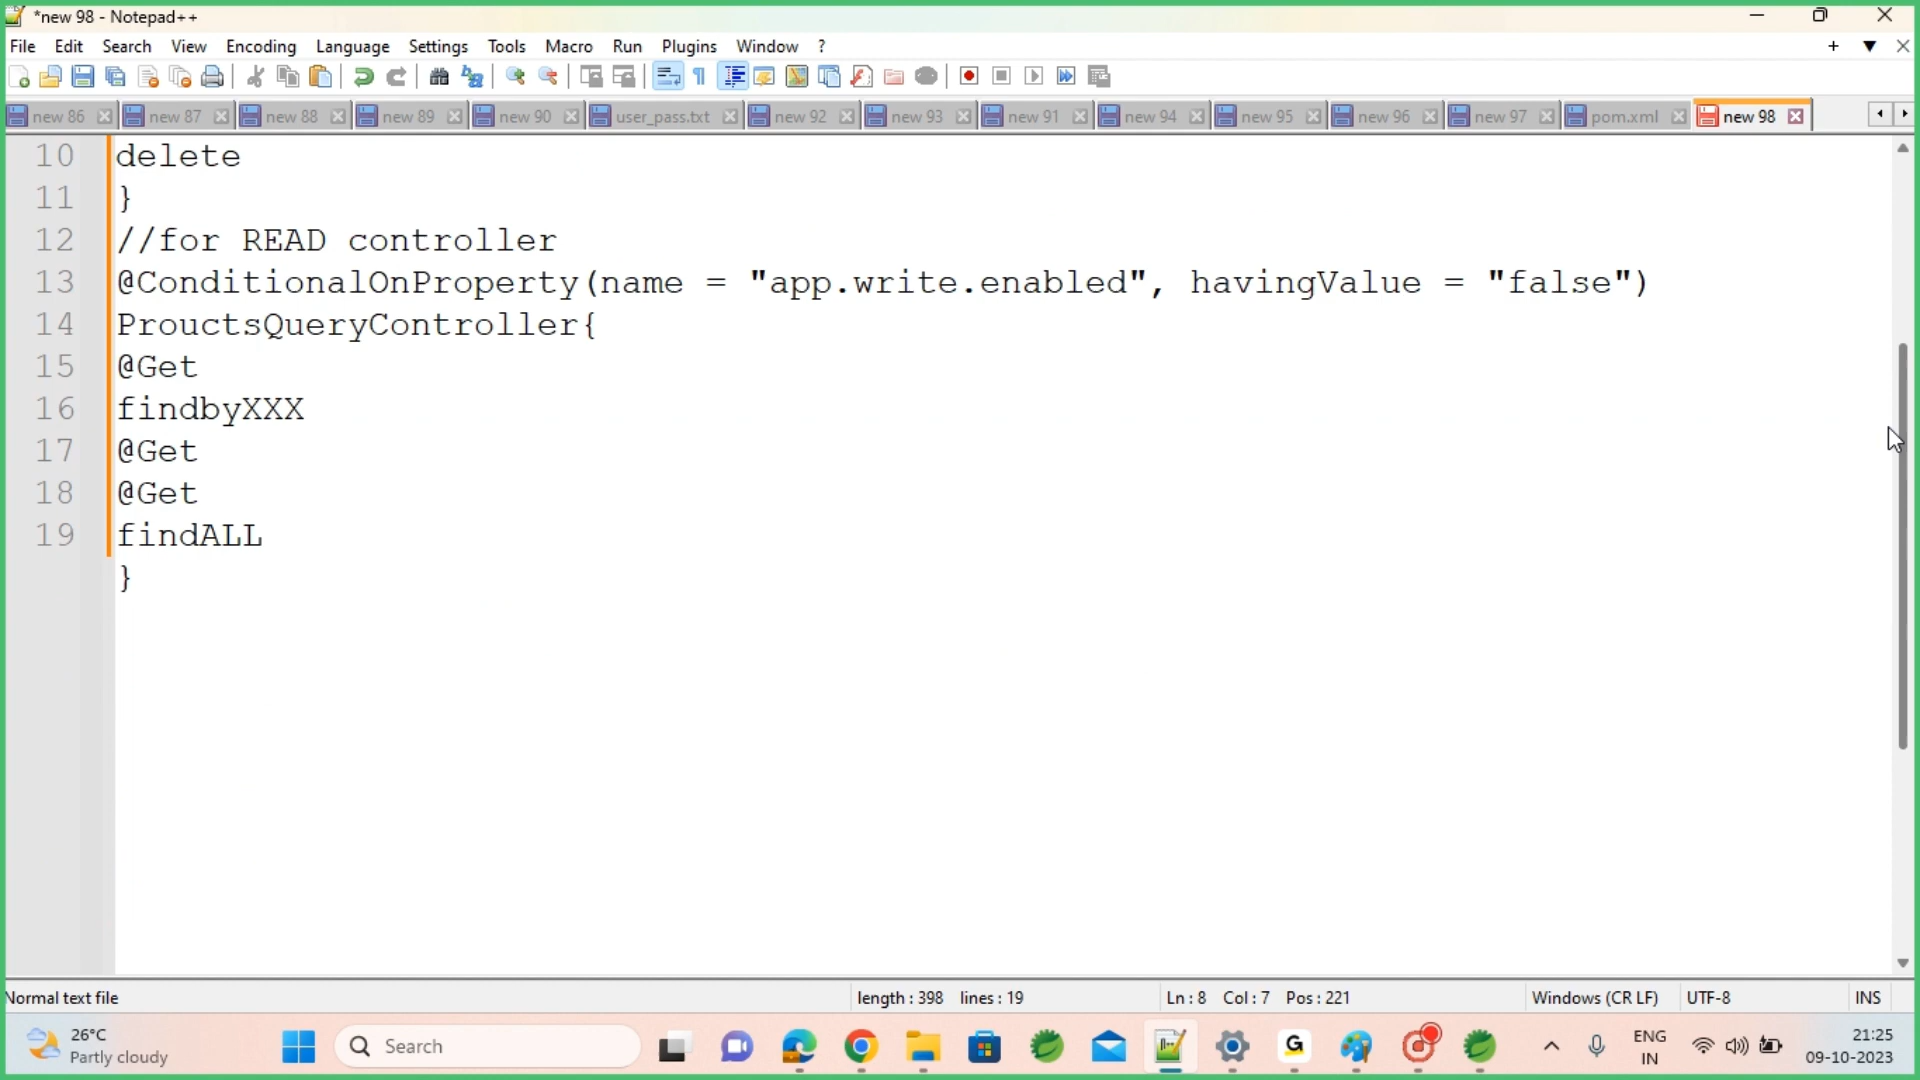 *new 98 - Notepad++
File Edit Search View Encoding Language Settings Tools Macro Run Plugins Window ?
new 86 new 87 new 88 new 89 new 90 user_pass.txt new 92 new 93 new 91 new 94 new 95 new 96 new 97 pom.xml new 98
10 delete
11 }
12 //for READ controller
13 @ConditionalOnProperty(name = "app.write.enabled", havingValue = "false")
14 ProuctsQueryController{
15 @Get
16 findbyXXX
17 @Get
18 @Get
19 findALL
}
Normal text file length : 398 lines : 19 Ln : 8 Col : 7 Pos : 221 Windows (CR LF) UTF-8 INS
26°C
Partly cloudy
Search
ENG
IN
21:25
09-10-2023